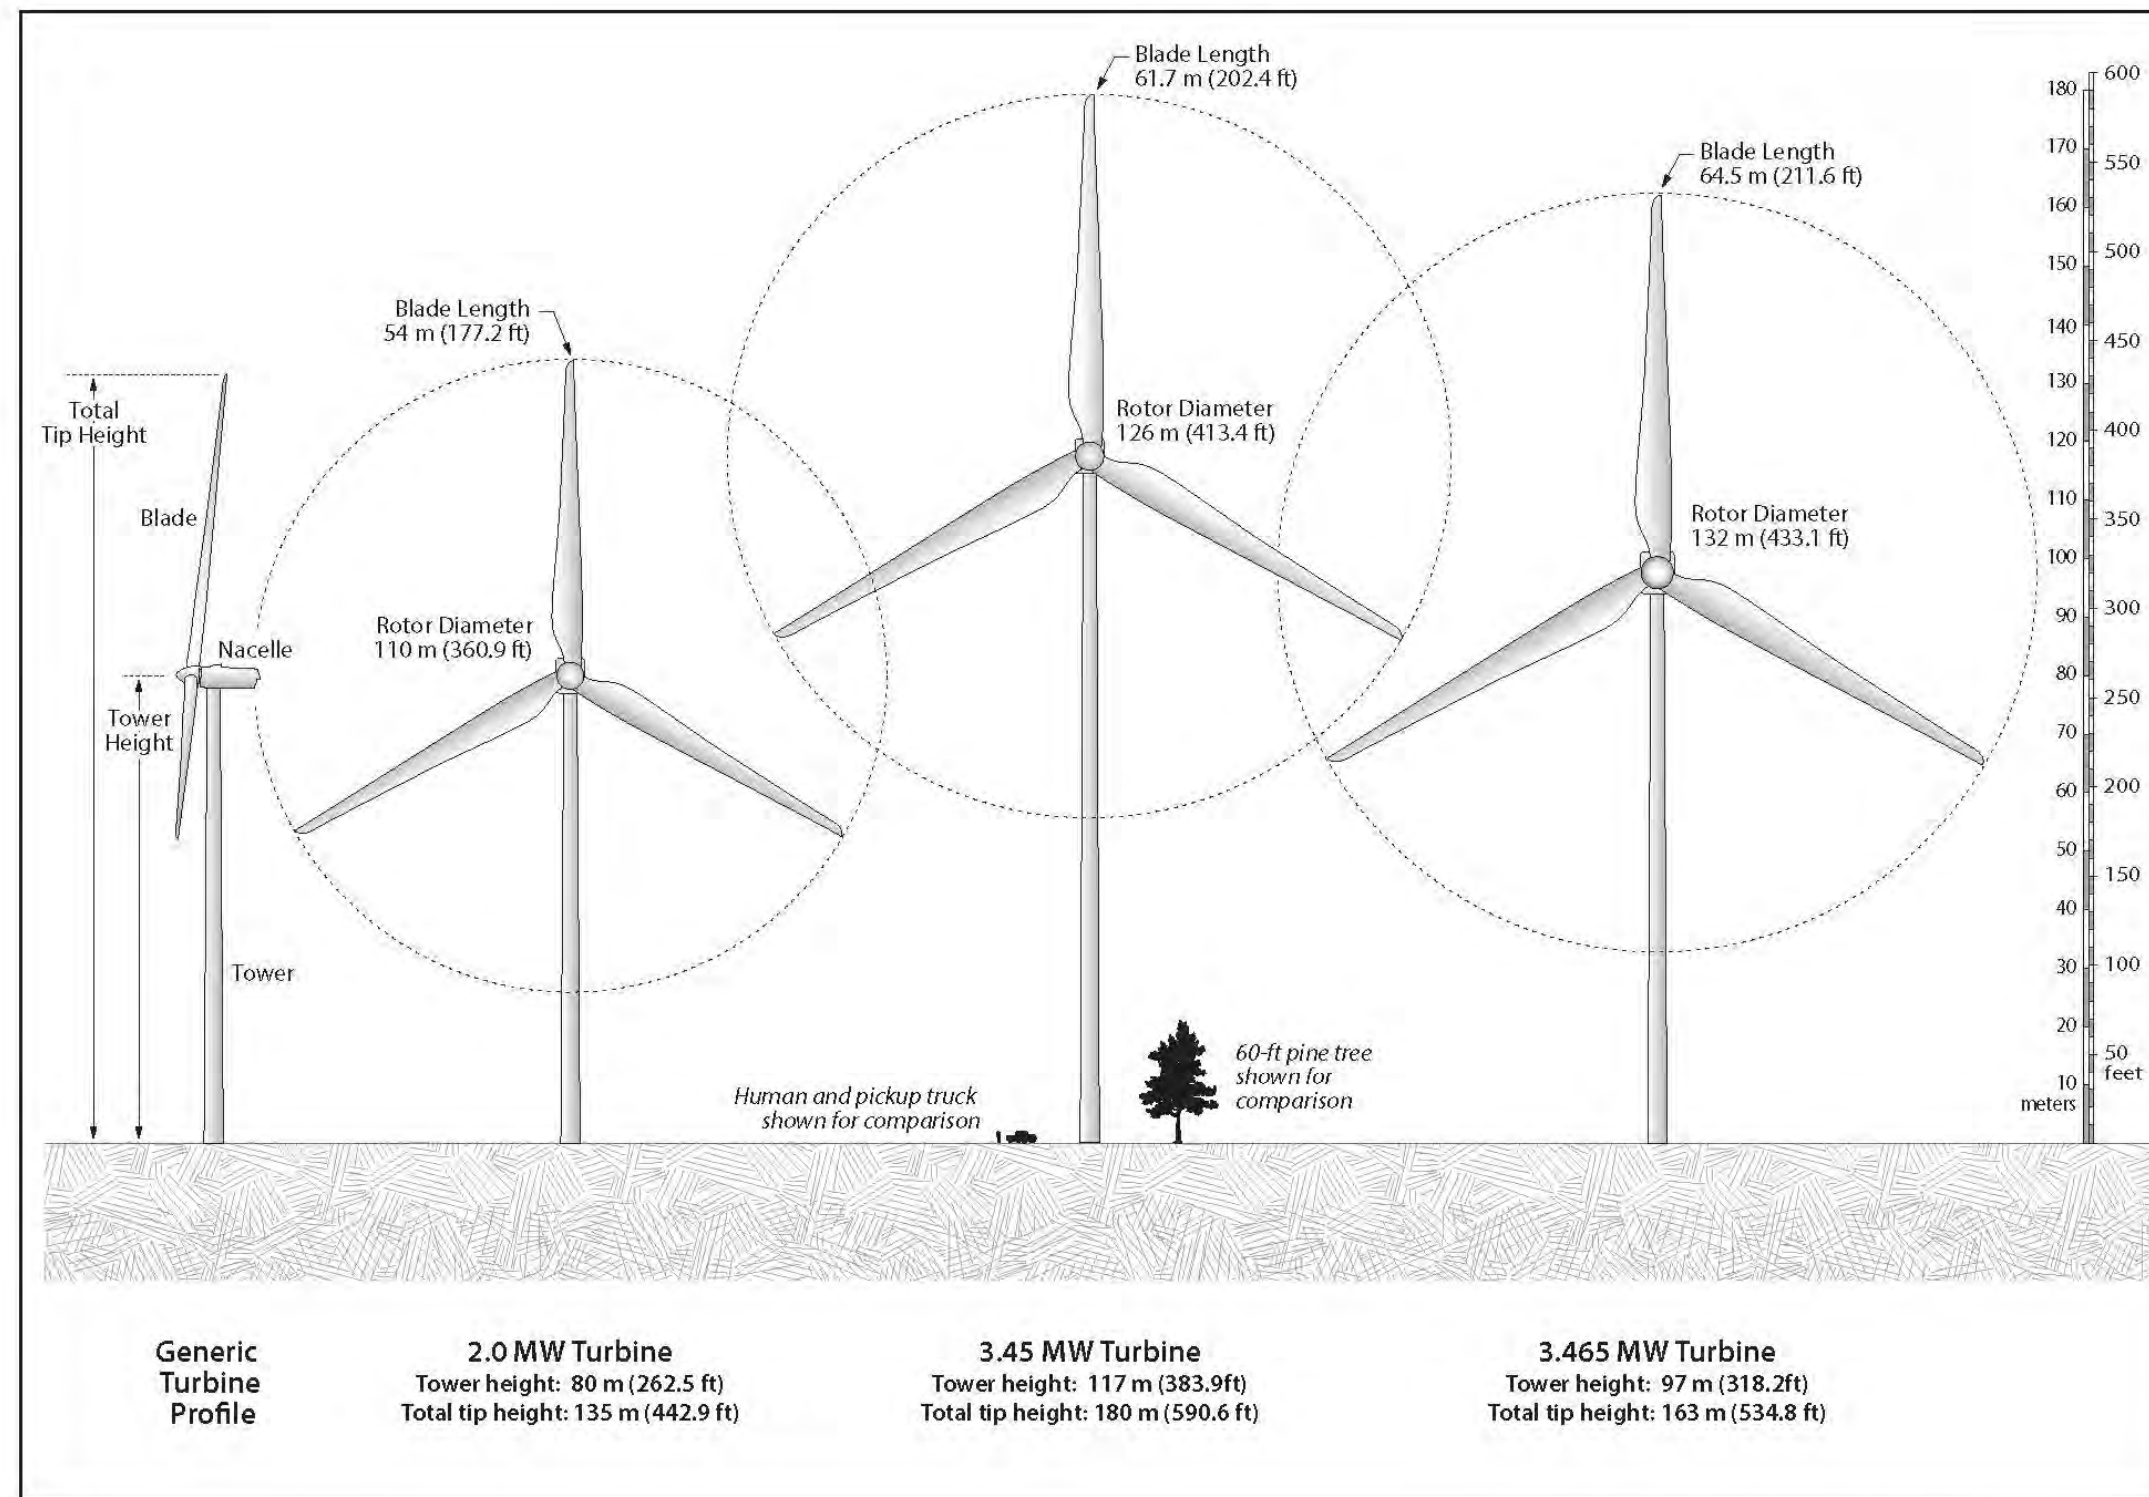 Blade Length
61.7 m (202.4 ft)
Blade Length
64.5 m (211.6 ft)
Blade Length
54 m (177.2 ft)
Total
Tip Height
Blade
Nacelle
Tower
Height
Tower
Rotor Diameter
110 m (360.9 ft)
Rotor Diameter
126 m (413.4 ft)
Rotor Diameter
132 m (433.1 ft)
Human and pickup truck
shown for comparison
60-ft pine tree
shown for
comparison
180
170
160
150
140
130
120
110
100
90
80
70
60
50
40
30
20
10
meters
600
550
500
450
400
350
300
250
200
150
100
50
feet
Generic
Turbine
Profile
2.0 MW Turbine
Tower height: 80 m (262.5 ft)
Total tip height: 135 m (442.9 ft)
3.45 MW Turbine
Tower height: 117 m (383.9ft)
Total tip height: 180 m (590.6 ft)
3.465 MW Turbine
Tower height: 97 m (318.2ft)
Total tip height: 163 m (534.8 ft)